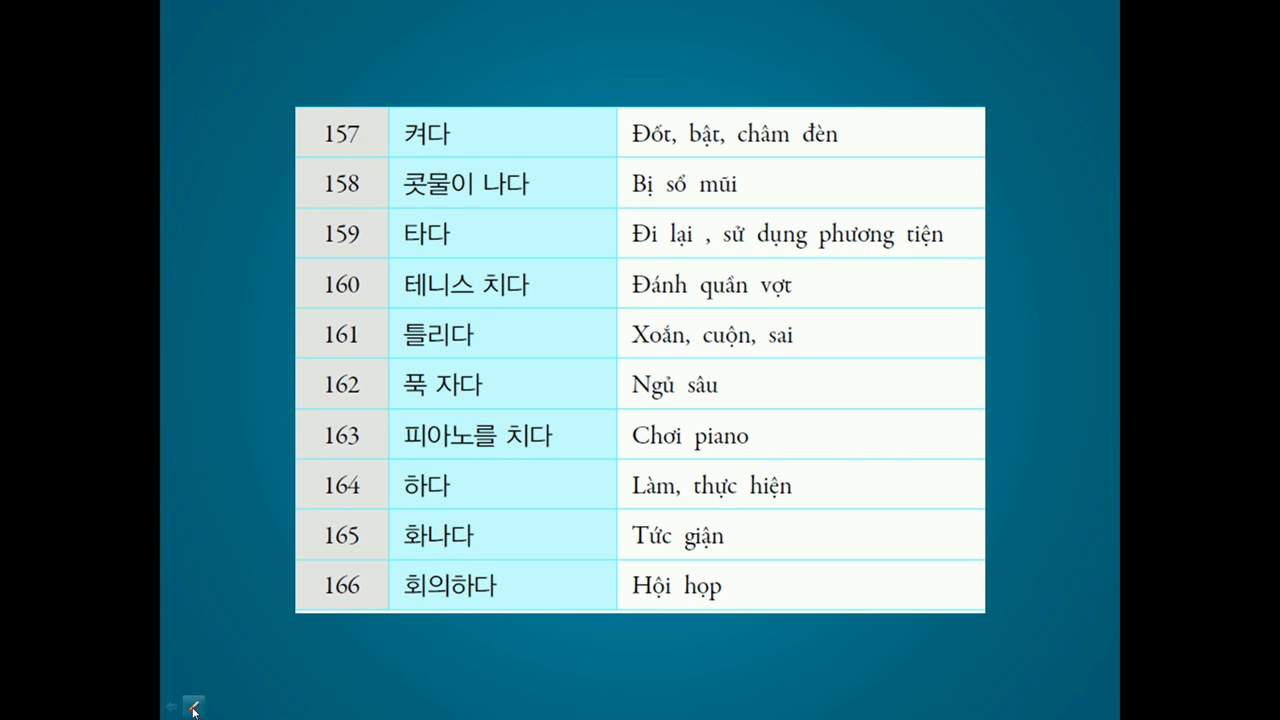 157 켜다 Đốt, bật, châm đèn
158 콧물이 나다 Bị sổ mũi
159 타다 Đi lại , sử dụng phương tiện
160 테니스 치다 Đánh quần vợt
161 틀리다 Xoắn, cuộn, sai
162 푹 자다 Ngủ sâu
163 피아노를 치다 Chơi piano
164 하다 Làm, thực hiện
165 화나다 Tức giận
166 회의하다 Hội họp